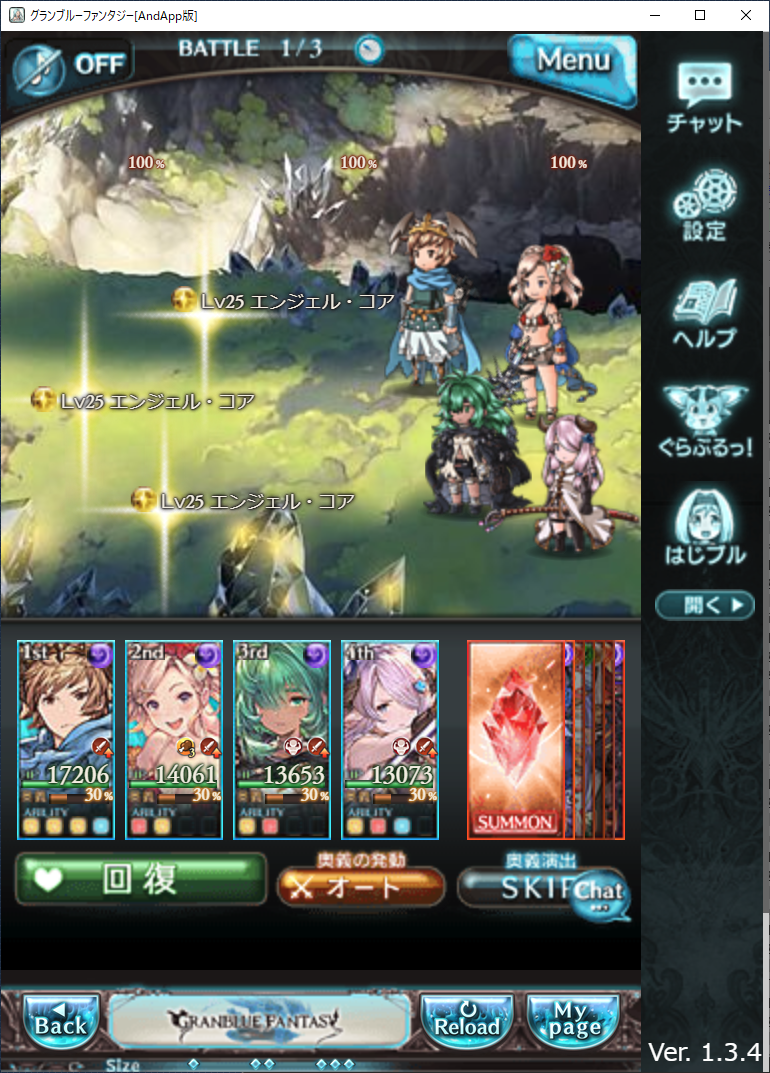 グランブルーファンタジー[AndApp版]
OFF
BATTLE 1/3
Menu
100%
100%
100%
Lv25 エンジェル・コア
Lv25 エンジェル・コア
Lv25 エンジェル・コア
チャット
設定
ヘルプ
ぐらぶるっ!
はじブル
開く
1st
2nd
3rd
4th
17206
14061
3
13653
13073
30%
30%
30%
30%
ABILITY
ABILITY
ABILITY
ABILITY
SUMMON
回復
奥義の発動
オート
奥義演出
SKIP
Chat
Back
GRANBLUE FANTASY
Reload
My page
Size
Ver. 1.3.4